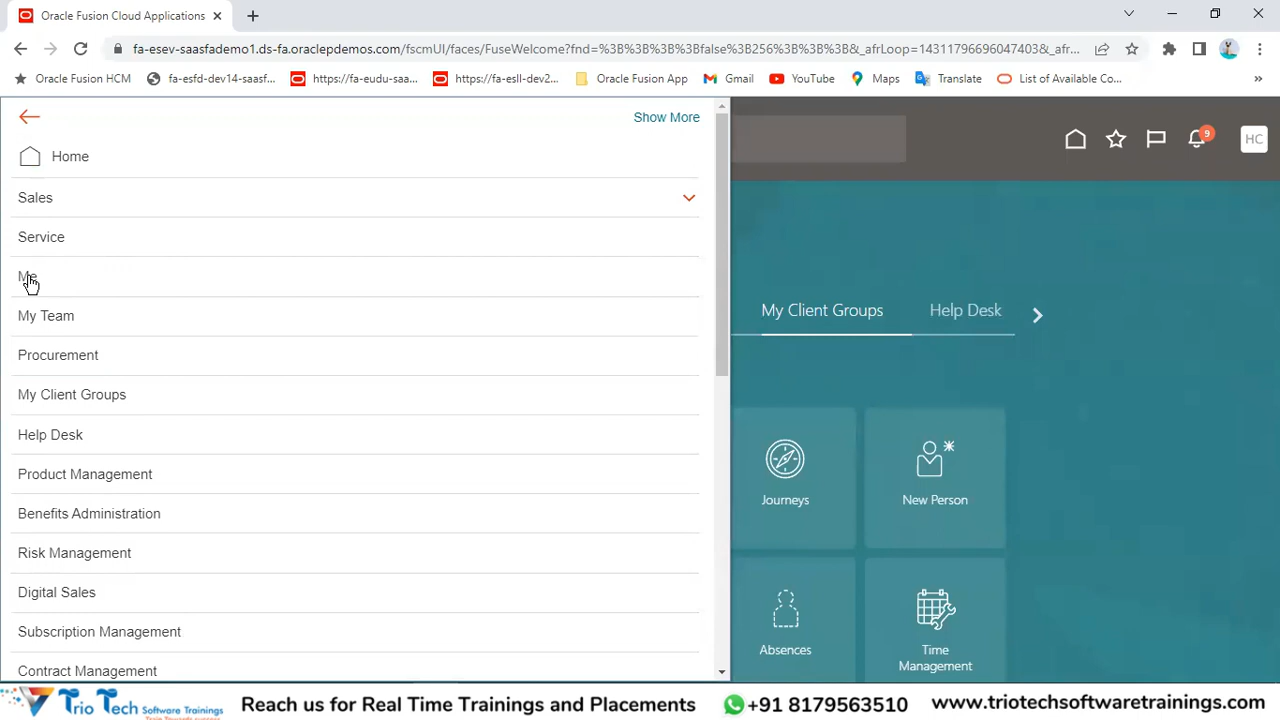 Oracle Fusion Cloud Applications
fa-esev-saasfademo1.ds-fa.oraclepdemos.com/fscmUI/faces/FuseWelcome?fnd=%3B%3B%3B%3Bfalse%3B256%3B%3B%3B&_afrLoop=14311796696047403&_afr...
Oracle Fusion HCM
fa-esfd-dev14-saasf...
https://fa-eudu-saa...
https://fa-esll-dev2...
Oracle Fusion App
Gmail
YouTube
Maps
Translate
List of Available Co...
»
Show More
Home
Sales
Service
Me
My Team
Procurement
My Client Groups
Help Desk
Product Management
Benefits Administration
Risk Management
Digital Sales
Subscription Management
Contract Management
9
HC
My Client Groups
Help Desk
Journeys
New Person
Absences
Time
Management
Trio Tech
Software Trainings
Reach us for Real Time Trainings and Placements
+91 8179563510
www.triotechsoftwaretrainings.com